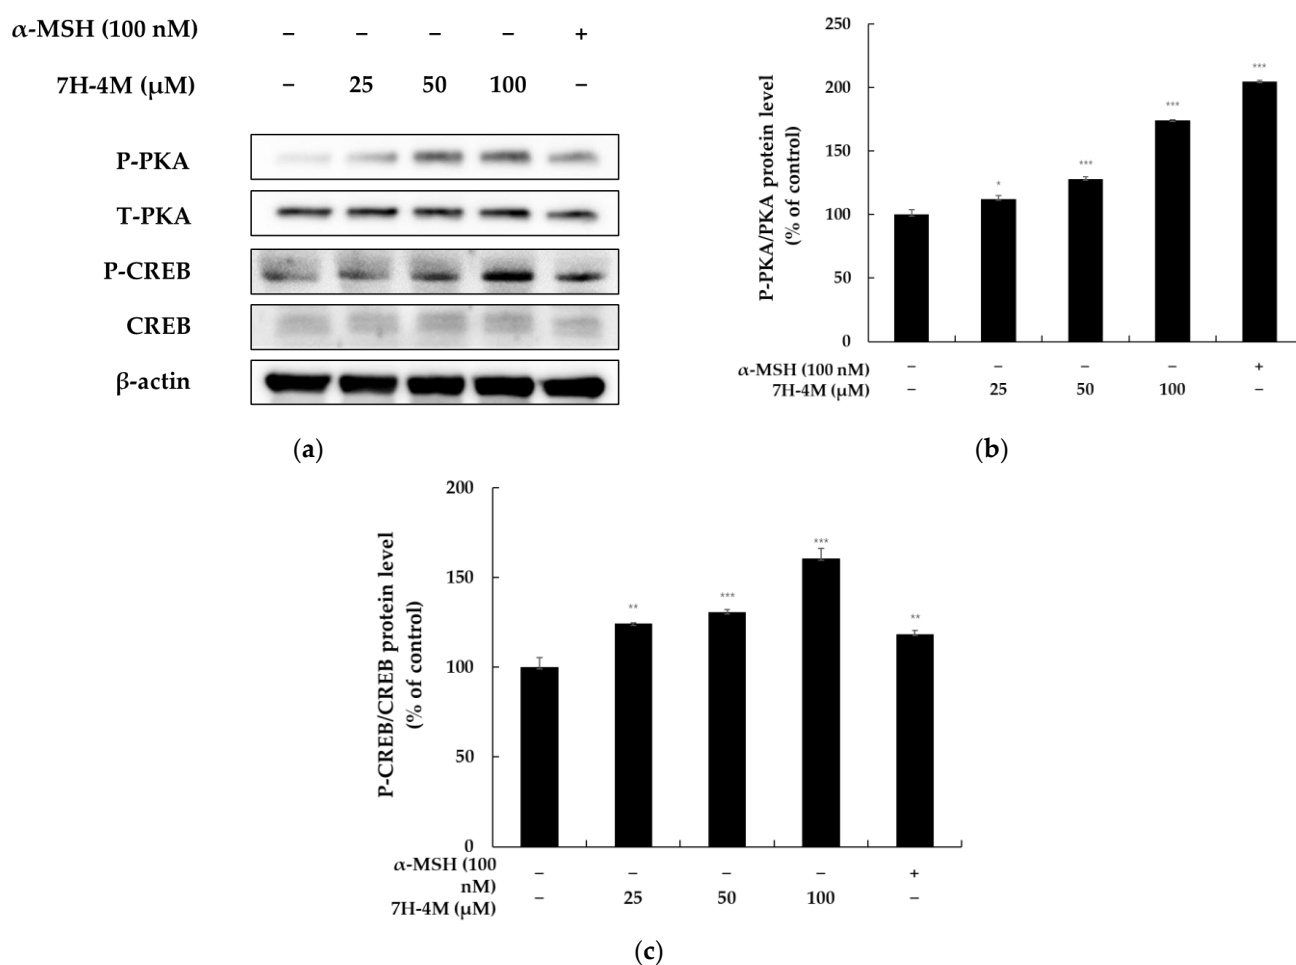 α-MSH (100 nM) – – – – +
7H-4M (μM) – 25 50 100 –
P-PKA
T-PKA
P-CREB
CREB
β-actin
(a)
P-PKA/PKA protein level
(% of control)
250
200
150
100
50
0
* *** *** ***
α-MSH (100 nM) – – – – +
7H-4M (μM) – 25 50 100 –
(b)
P-CREB/CREB protein level
(% of control)
200
150
100
50
0
** *** *** **
α-MSH (100
nM) – – – – +
7H-4M (μM) – 25 50 100 –
(c)